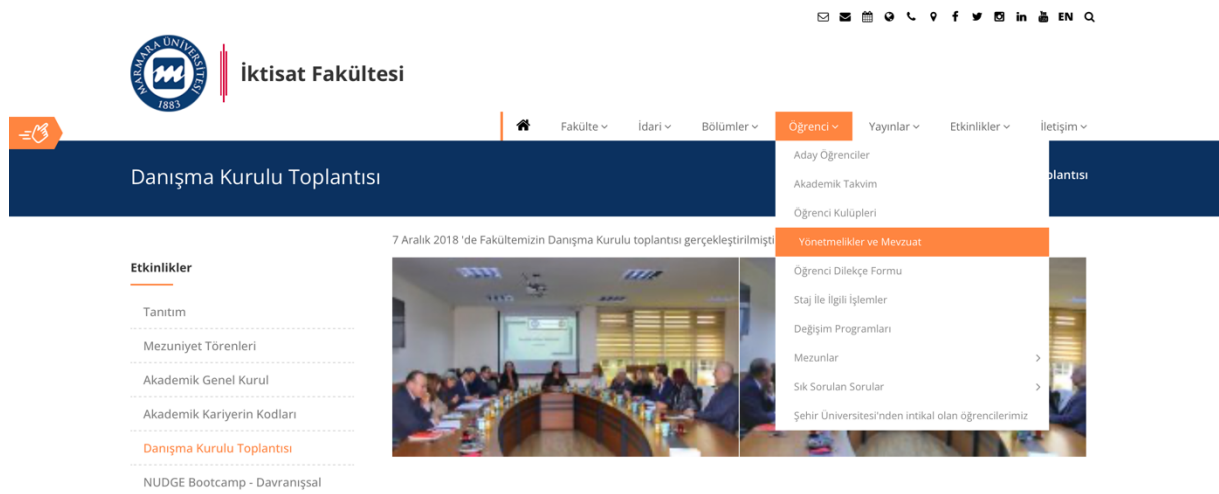 EN
MARMARA ÜNİVERSİTESİ
1883
İktisat Fakültesi
Fakülte
İdari
Bölümler
Öğrenci
Yayınlar
Etkinlikler
İletişim
Aday Öğrenciler
Akademik Takvim
Öğrenci Kulüpleri
Yönetmelikler ve Mevzuat
Öğrenci Dilekçe Formu
Staj İle İlgili İşlemler
Değişim Programları
Mezunlar
Sık Sorulan Sorular
Şehir Üniversitesi'nden intikal olan öğrencilerimiz
Danışma Kurulu Toplantısı
plantısı
7 Aralık 2018 'de Fakültemizin Danışma Kurulu toplantısı gerçekleştirilmişti
Etkinlikler
Tanıtım
Mezuniyet Törenleri
Akademik Genel Kurul
Akademik Kariyerin Kodları
Danışma Kurulu Toplantısı
NUDGE Bootcamp - Davranışsal